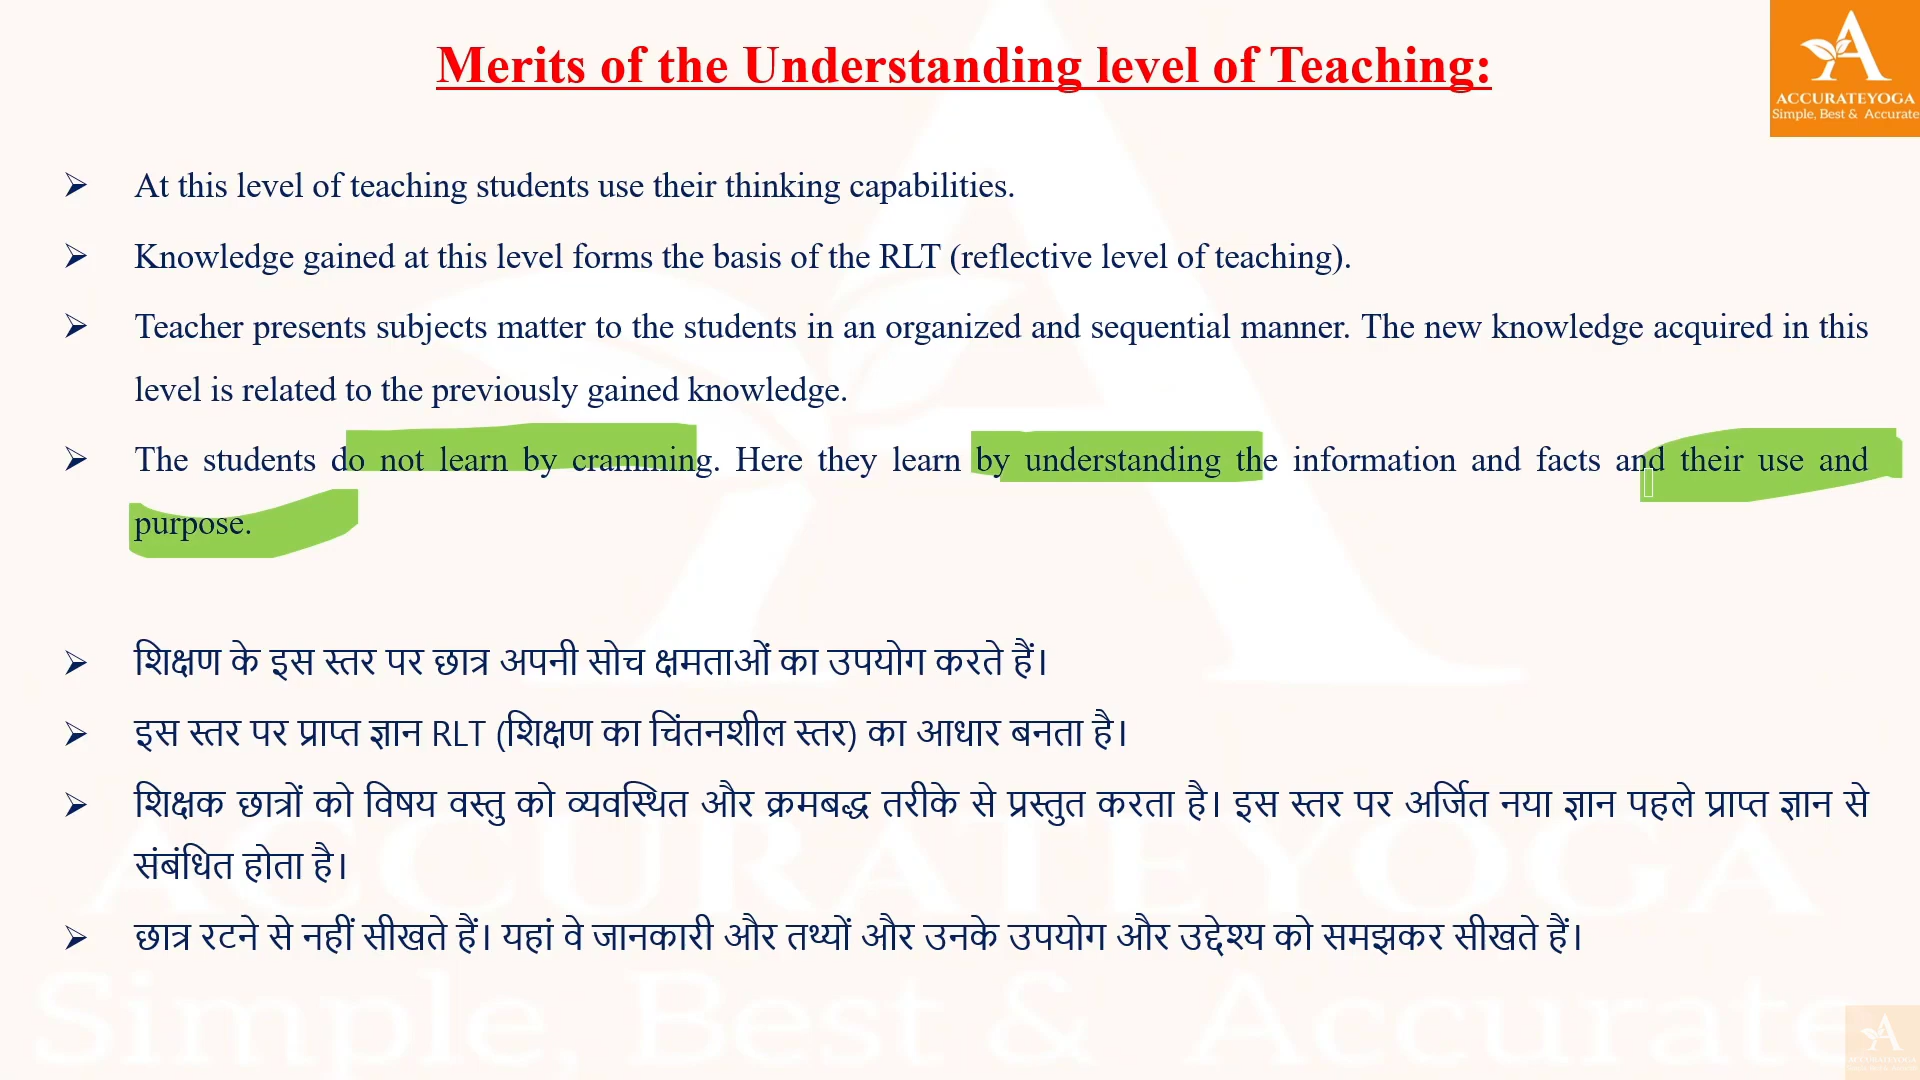 Merits of the Understanding level of Teaching:
ACCURATEYOGA
Simple, Best & Accurate
➢ At this level of teaching students use their thinking capabilities.
➢ Knowledge gained at this level forms the basis of the RLT (reflective level of teaching).
➢ Teacher presents subjects matter to the students in an organized and sequential manner. The new knowledge acquired in this
level is related to the previously gained knowledge.
➢ The students do not learn by cramming. Here they learn by understanding the information and facts and their use and
purpose.
➢ शिक्षण के इस स्तर पर छात्र अपनी सोच क्षमताओं का उपयोग करते हैं।
➢ इस स्तर पर प्राप्त ज्ञान RLT (शिक्षण का चिंतनशील स्तर) का आधार बनता है।
➢ शिक्षक छात्रों को विषय वस्तु को व्यवस्थित और क्रमबद्ध तरीके से प्रस्तुत करता है। इस स्तर पर अर्जित नया ज्ञान पहले प्राप्त ज्ञान से
संबंधित होता है।
➢ छात्र रटने से नहीं सीखते हैं। यहां वे जानकारी और तथ्यों और उनके उपयोग और उद्देश्य को समझकर सीखते हैं।
ACCURATEYOGA
Simple, Best & Accurate